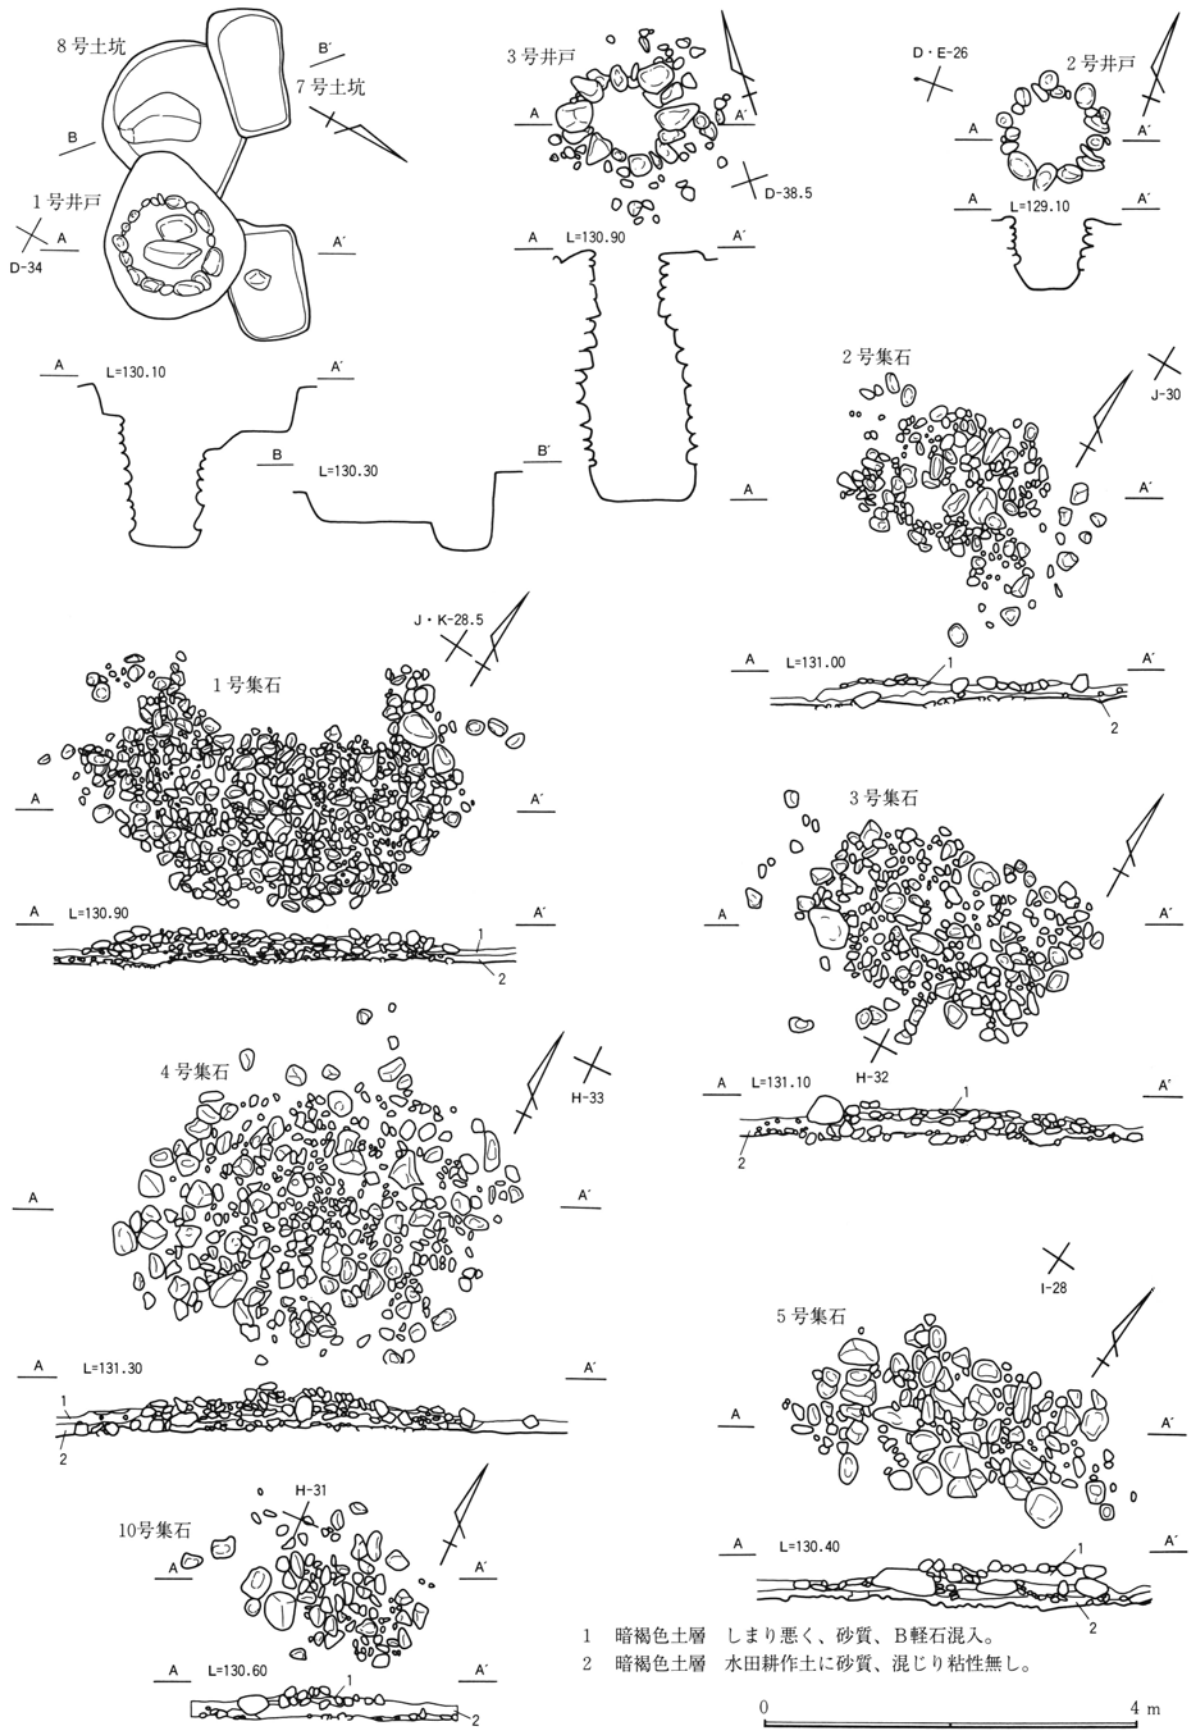 8号土坑
B′
7号土坑
B
1号井戸
A
A′
D-34
A
L=130.10
A′
B
L=130.30
B′
3号井戸
A
A′
D-38.5
A
L=130.90
A′
D・E-26
2号井戸
A
A′
A
L=129.10
A′
2号集石
J-30
A
A′
A
L=131.00
1
A′
2
J・K-28.5
1号集石
A
A′
A
L=130.90
A′
1
2
3号集石
A
A′
H-32
A
L=131.10
1
A′
2
4号集石
H-33
A
A′
A
L=131.30
A′
1
2
I-28
5号集石
A
A′
A
L=130.40
1
A′
2
H-31
10号集石
A
A′
A
L=130.60
1
A′
2
1 暗褐色土層 しまり悪く、砂質、B軽石混入。
2 暗褐色土層 水田耕作土に砂質、混じり粘性無し。
0 4 m